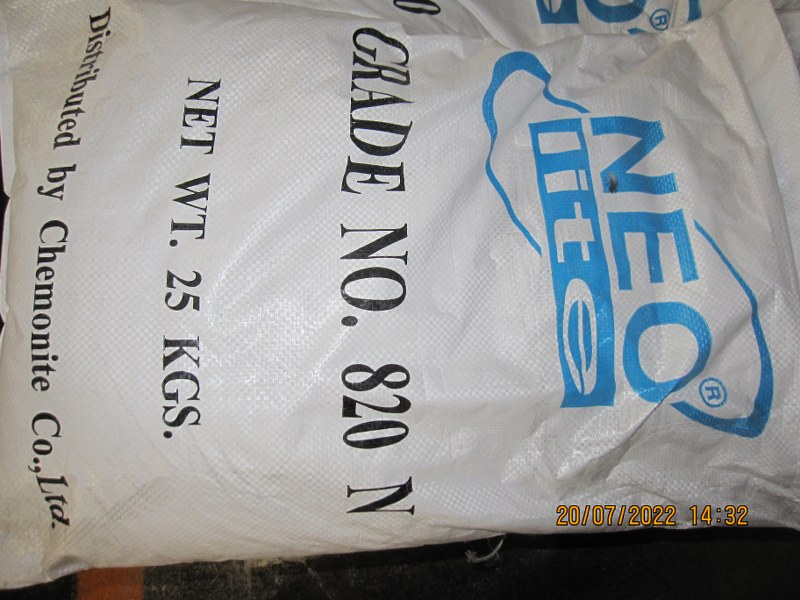 NEO ®
lite
GRADE NO. 820 N
NET WT. 25 KGS.
Distributed by Chemonite Co.,Ltd.
20/07/2022 14:32